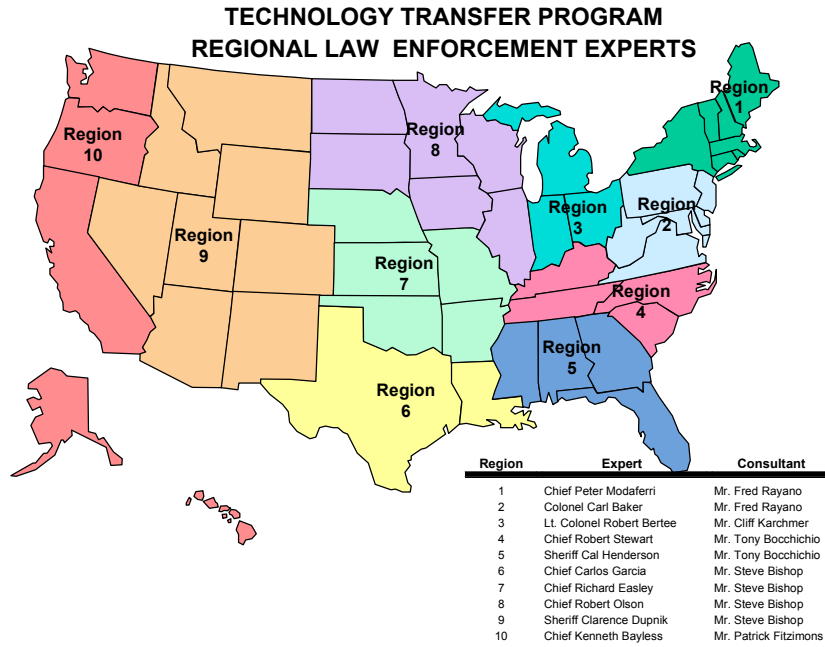 TECHNOLOGY TRANSFER PROGRAM
REGIONAL LAW ENFORCEMENT EXPERTS
Region
1
Region
10
Region
8
Region
2
Region
3
Region
9
Region
7
Region
4
Region
5
Region
6
Region Expert Consultant
1 Chief Peter Modaferri Mr. Fred Rayano
2 Colonel Carl Baker Mr. Fred Rayano
3 Lt. Colonel Robert Bertee Mr. Cliff Karchmer
4 Chief Robert Stewart Mr. Tony Bocchichio
5 Sheriff Cal Henderson Mr. Tony Bocchichio
6 Chief Carlos Garcia Mr. Steve Bishop
7 Chief Richard Easley Mr. Steve Bishop
8 Chief Robert Olson Mr. Steve Bishop
9 Sheriff Clarence Dupnik Mr. Steve Bishop
10 Chief Kenneth Bayless Mr. Patrick Fitzimons